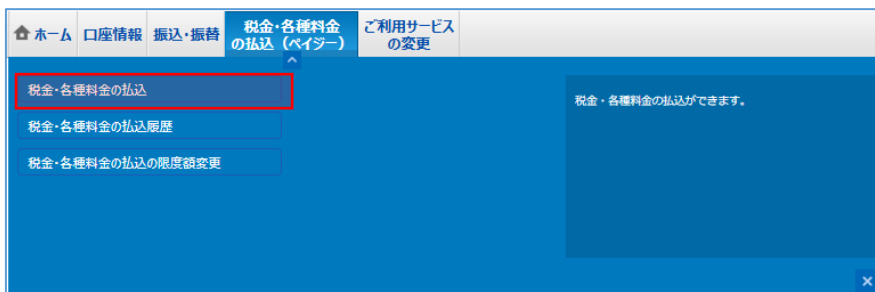 ホーム
口座情報
振込・振替
税金・各種料金
の払込（ペイジー）
ご利用サービス
の変更
税金・各種料金の払込
税金・各種料金の払込ができます。
税金・各種料金の払込履歴
税金・各種料金の払込の限度額変更